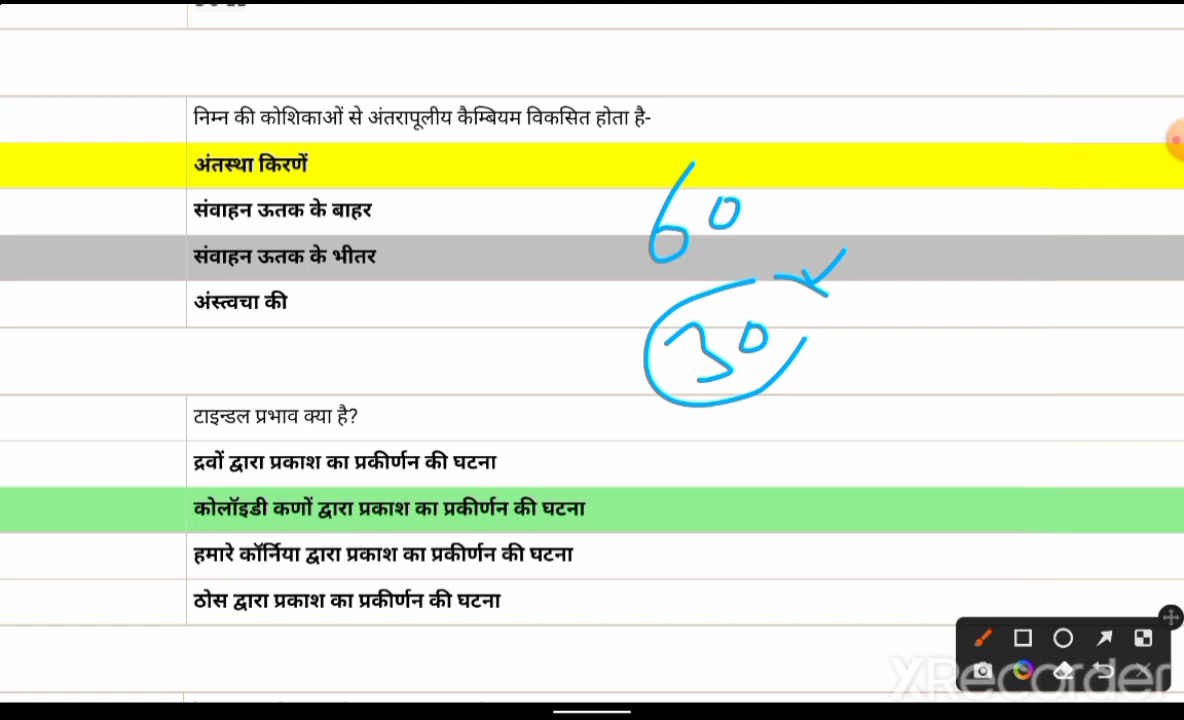 निम्न की कोशिकाओं से अंतरापूलीय कैम्बियम विकसित होता है-
अंतस्था किरणें
संवाहन ऊतक के बाहर
संवाहन ऊतक के भीतर
अंस्त्वचा की
60
30
टाइन्डल प्रभाव क्या है?
द्रवों द्वारा प्रकाश का प्रकीर्णन की घटना
कोलॉइडी कणों द्वारा प्रकाश का प्रकीर्णन की घटना
हमारे कॉर्निया द्वारा प्रकाश का प्रकीर्णन की घटना
ठोस द्वारा प्रकाश का प्रकीर्णन की घटना
XRecorder